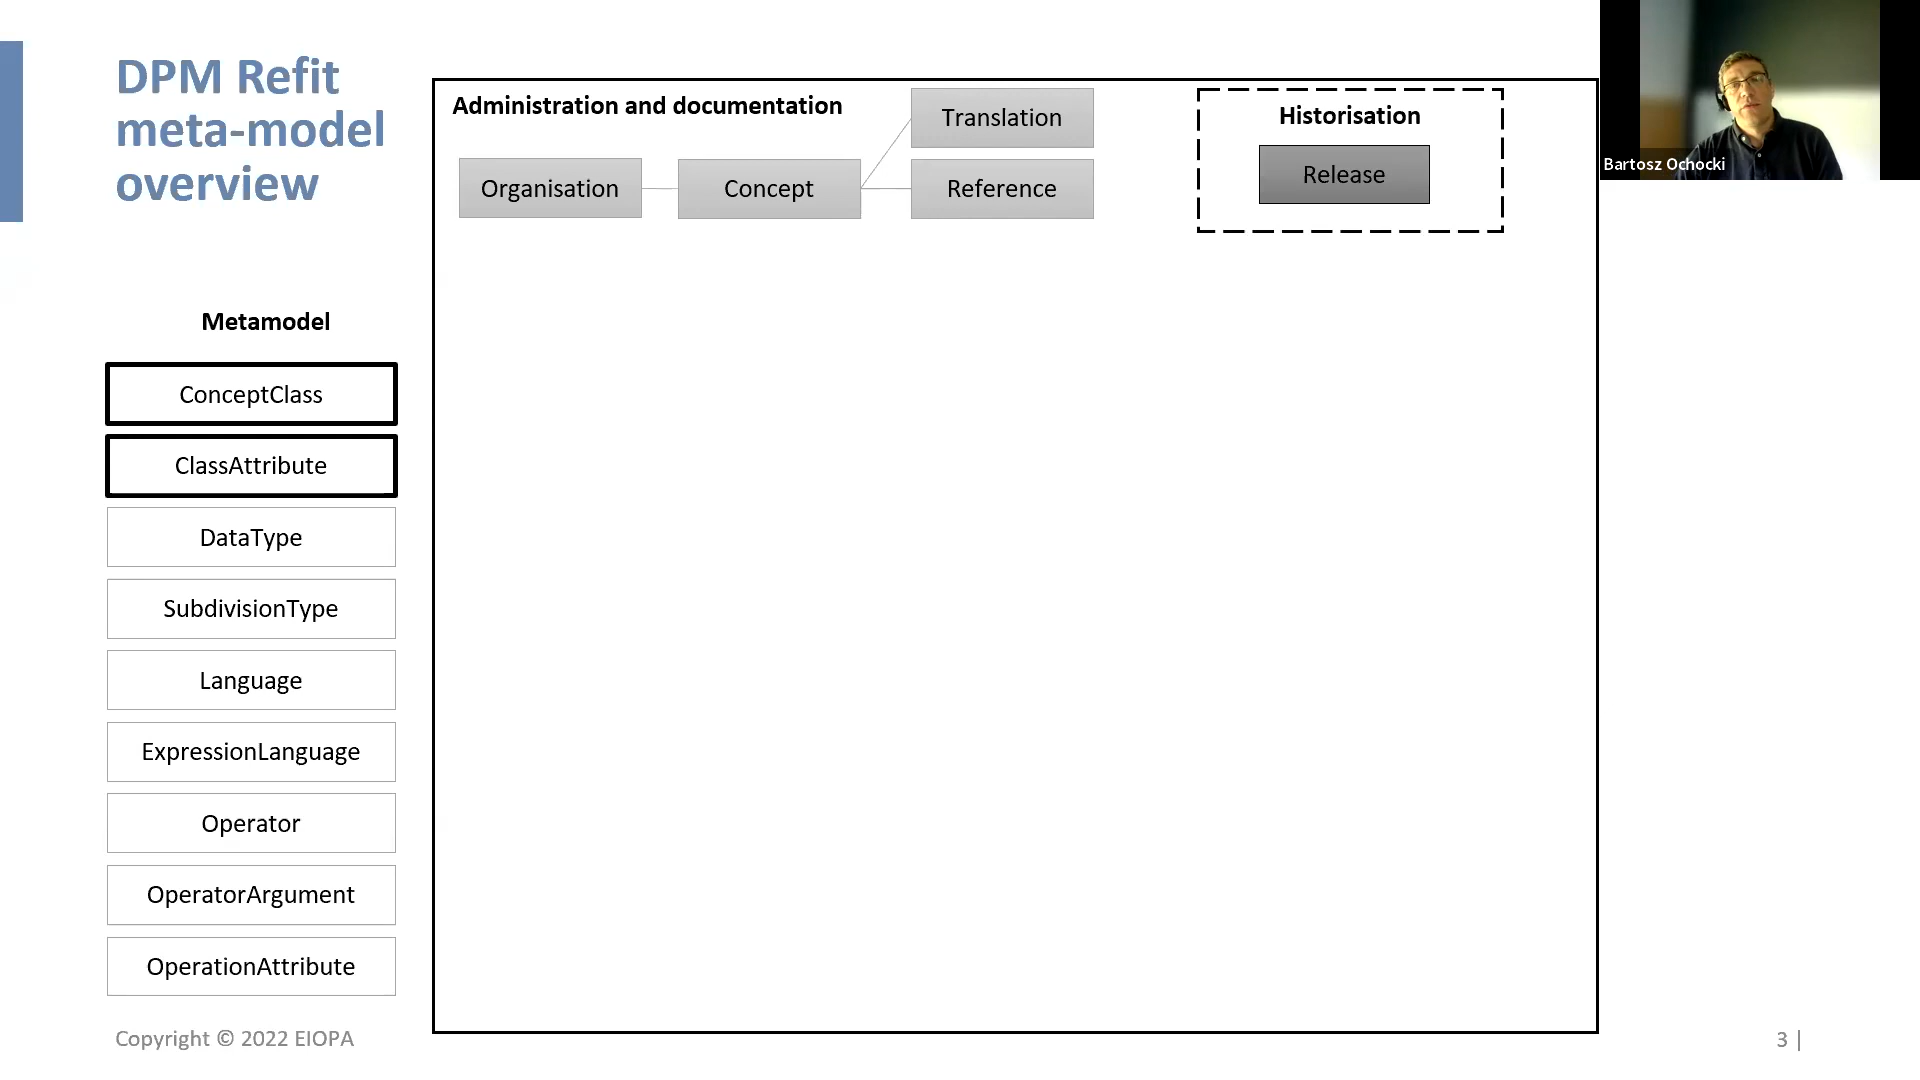 DPM Refit
meta-model
overview
Administration and documentation
Translation
Organisation
Concept
Reference
Historisation
Release
Bartosz Ochocki
Metamodel
ConceptClass
ClassAttribute
DataType
SubdivisionType
Language
ExpressionLanguage
Operator
OperatorArgument
OperationAttribute
Copyright © 2022 EIOPA
3 |